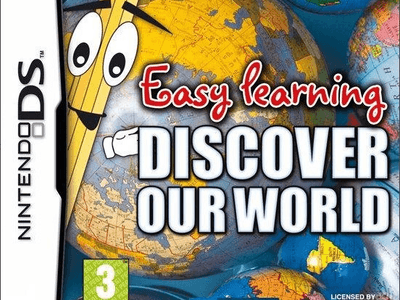 NINTENDO DS
Easy learning
DISCOVER
OUR WORLD
3
LICENSED BY